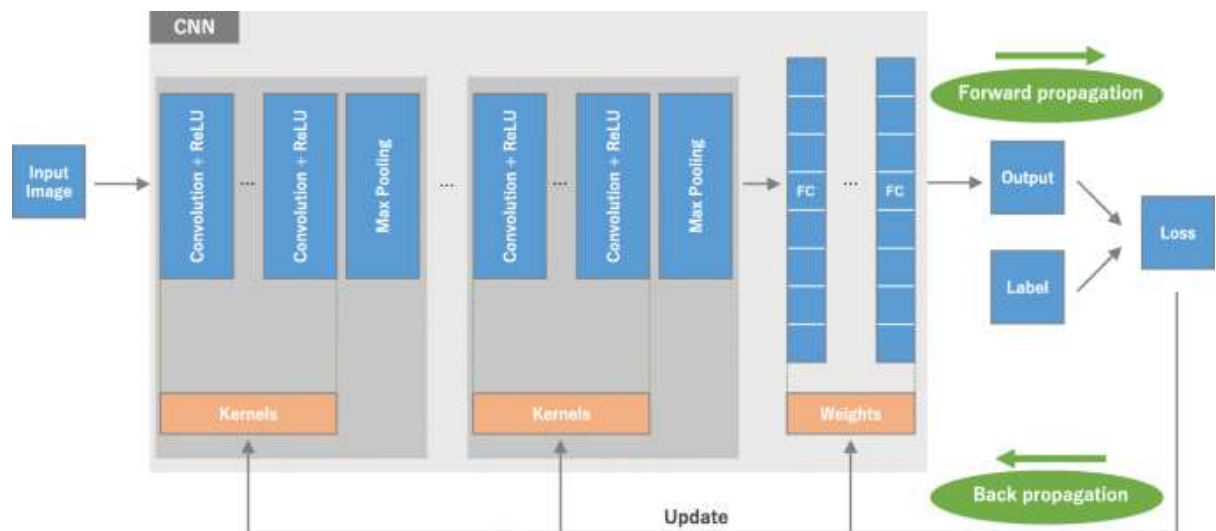 CNN
Forward propagation
Input
Image
Convolution + ReLU
...
Convolution + ReLU
Max Pooling
...
Convolution + ReLU
...
Convolution + ReLU
Max Pooling
FC
...
FC
Output
Label
Loss
Kernels
Kernels
Weights
Back propagation
Update